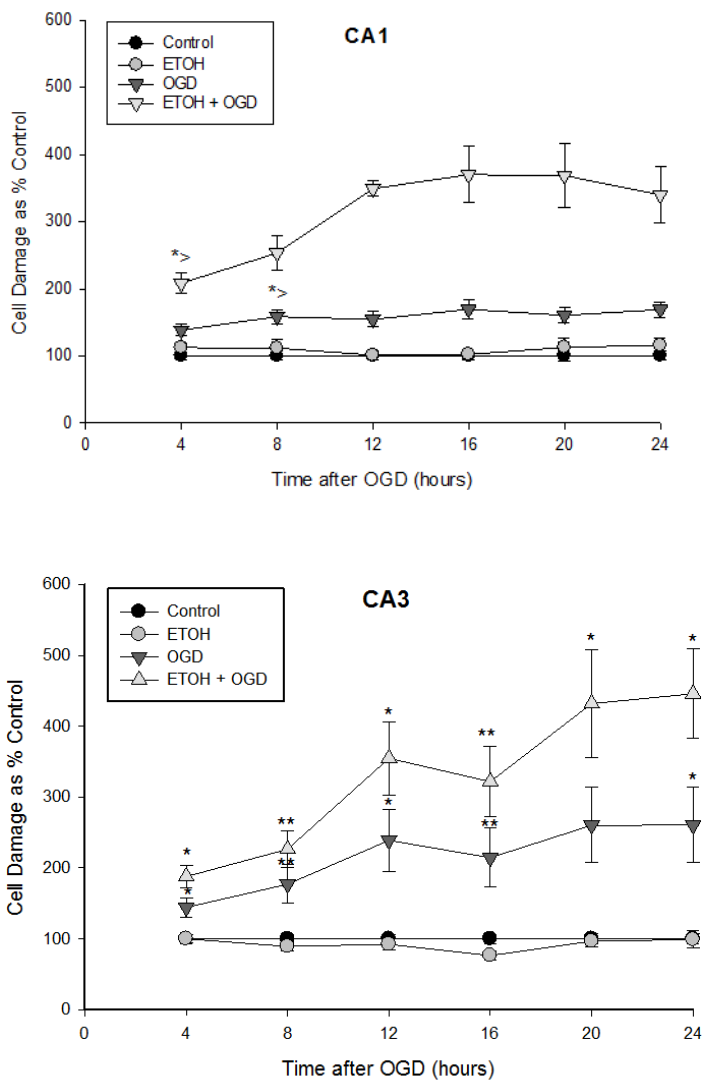 600
CA1
Control
ETOH
OGD
ETOH + OGD
500
400
300
200
100
0
*>
*>
Cell Damage as % Control
0 4 8 12 16 20 24
Time after OGD (hours)
600
CA3
Control
ETOH
OGD
ETOH + OGD
500
400
300
200
100
0
* ** * ** * *
* ** * ** *
Cell Damage as % Control
0 4 8 12 16 20 24
Time after OGD (hours)